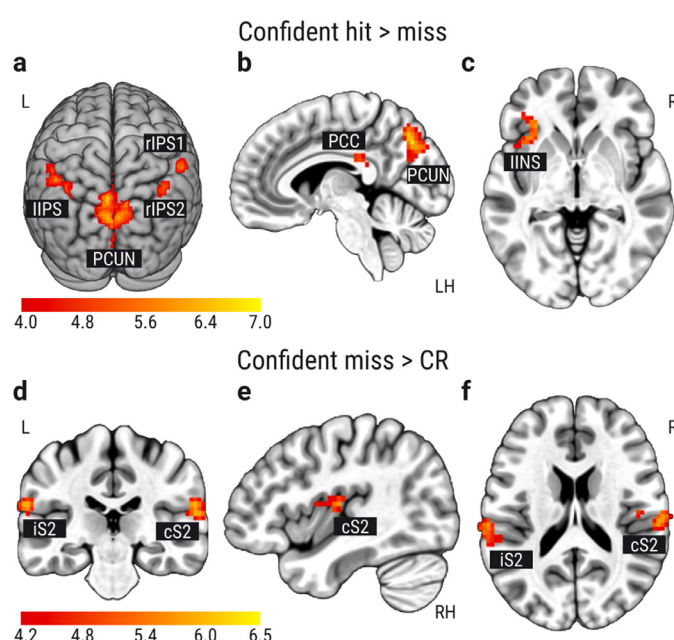 Confident hit > miss
a
b
c
L
R
rIPS1
PCC
lIPS
rIPS2
PCUN
lINS
PCUN
LH
4.0 4.8 5.6 6.4 7.0
Confident miss > CR
d
e
f
L
R
iS2
cS2
cS2
iS2
cS2
RH
4.2 4.8 5.4 6.0 6.5